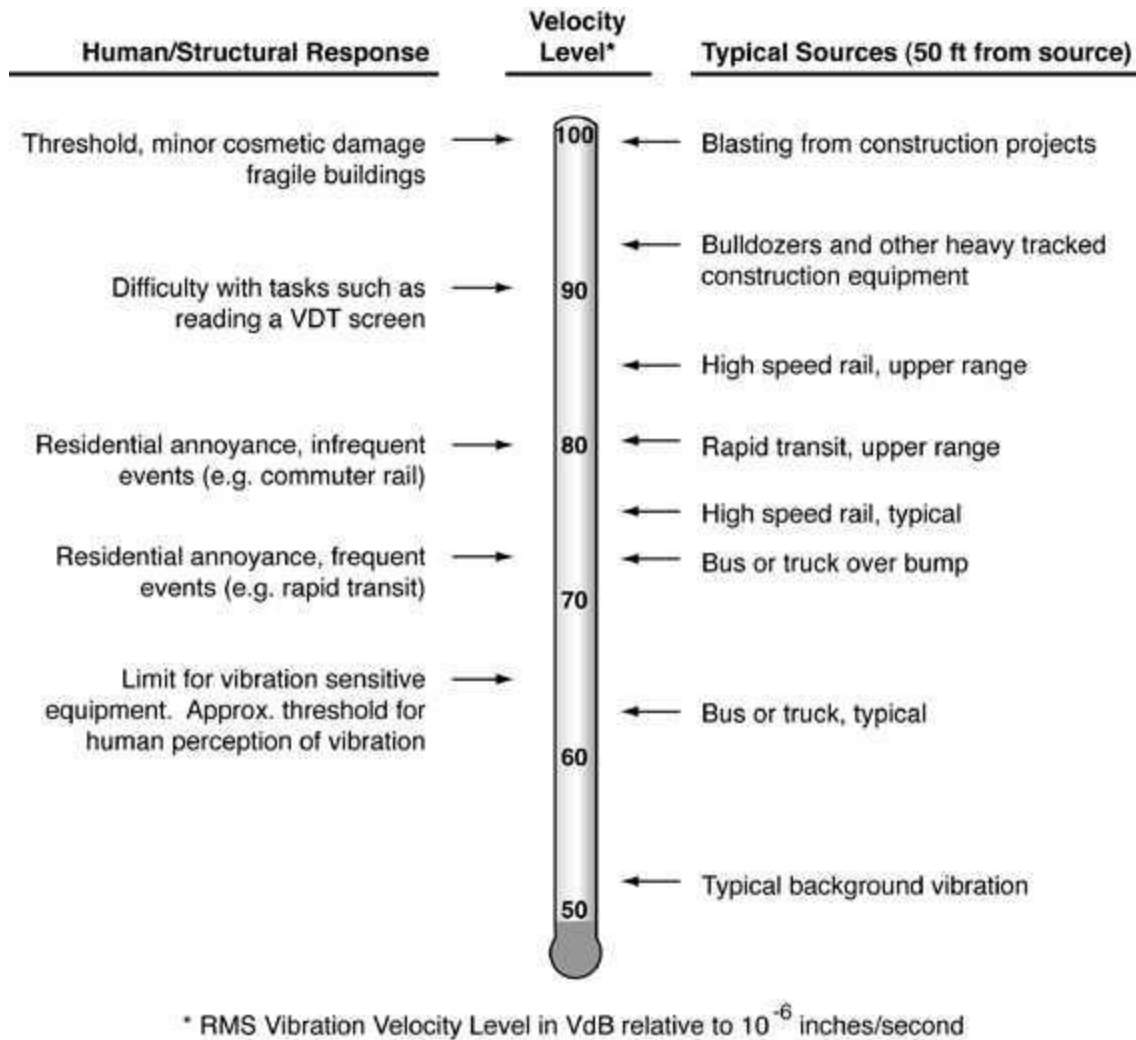 Human/Structural Response
Velocity
Level*
Typical Sources (50 ft from source)
Threshold, minor cosmetic damage
fragile buildings
100
Blasting from construction projects
Bulldozers and other heavy tracked
construction equipment
Difficulty with tasks such as
reading a VDT screen
90
High speed rail, upper range
Residential annoyance, infrequent
events (e.g. commuter rail)
80
Rapid transit, upper range
High speed rail, typical
Residential annoyance, frequent
events (e.g. rapid transit)
Bus or truck over bump
70
Limit for vibration sensitive
equipment. Approx. threshold for
human perception of vibration
Bus or truck, typical
60
Typical background vibration
50
* RMS Vibration Velocity Level in VdB relative to 10⁻⁶ inches/second